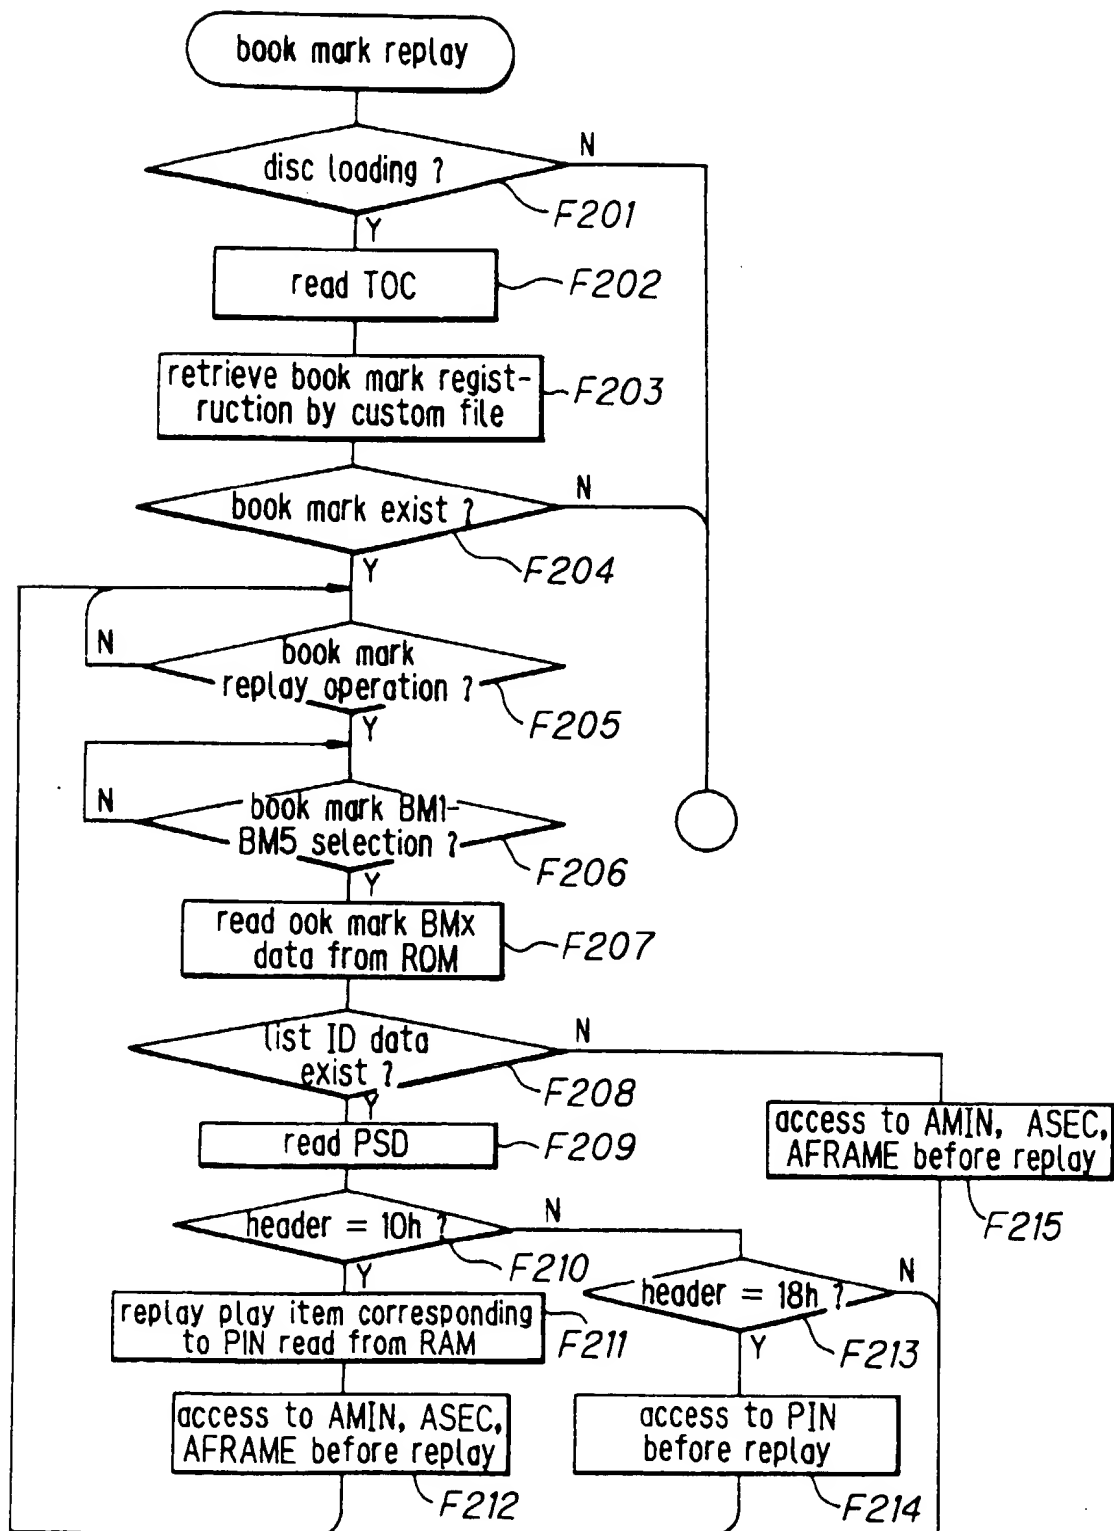 book mark replay
disc loading ?
N
F201
Y
read TOC
F202
retrieve book mark regist-
ruction by custom file
F203
book mark exist ?
N
F204
Y
N
book mark
replay operation ?
F205
Y
N
book mark BM1-
BM5 selection ?
F206
Y
read ook mark BMx
data from ROM
F207
list ID data
exist ?
N
F208
Y
read PSD
F209
access to AMIN, ASEC,
AFRAME before replay
F215
header = 10h ?
N
F210
Y
header = 18h ?
N
F213
Y
replay play item corresponding
to PIN read from RAM
F211
access to AMIN, ASEC,
AFRAME before replay
F212
access to PIN
before replay
F214